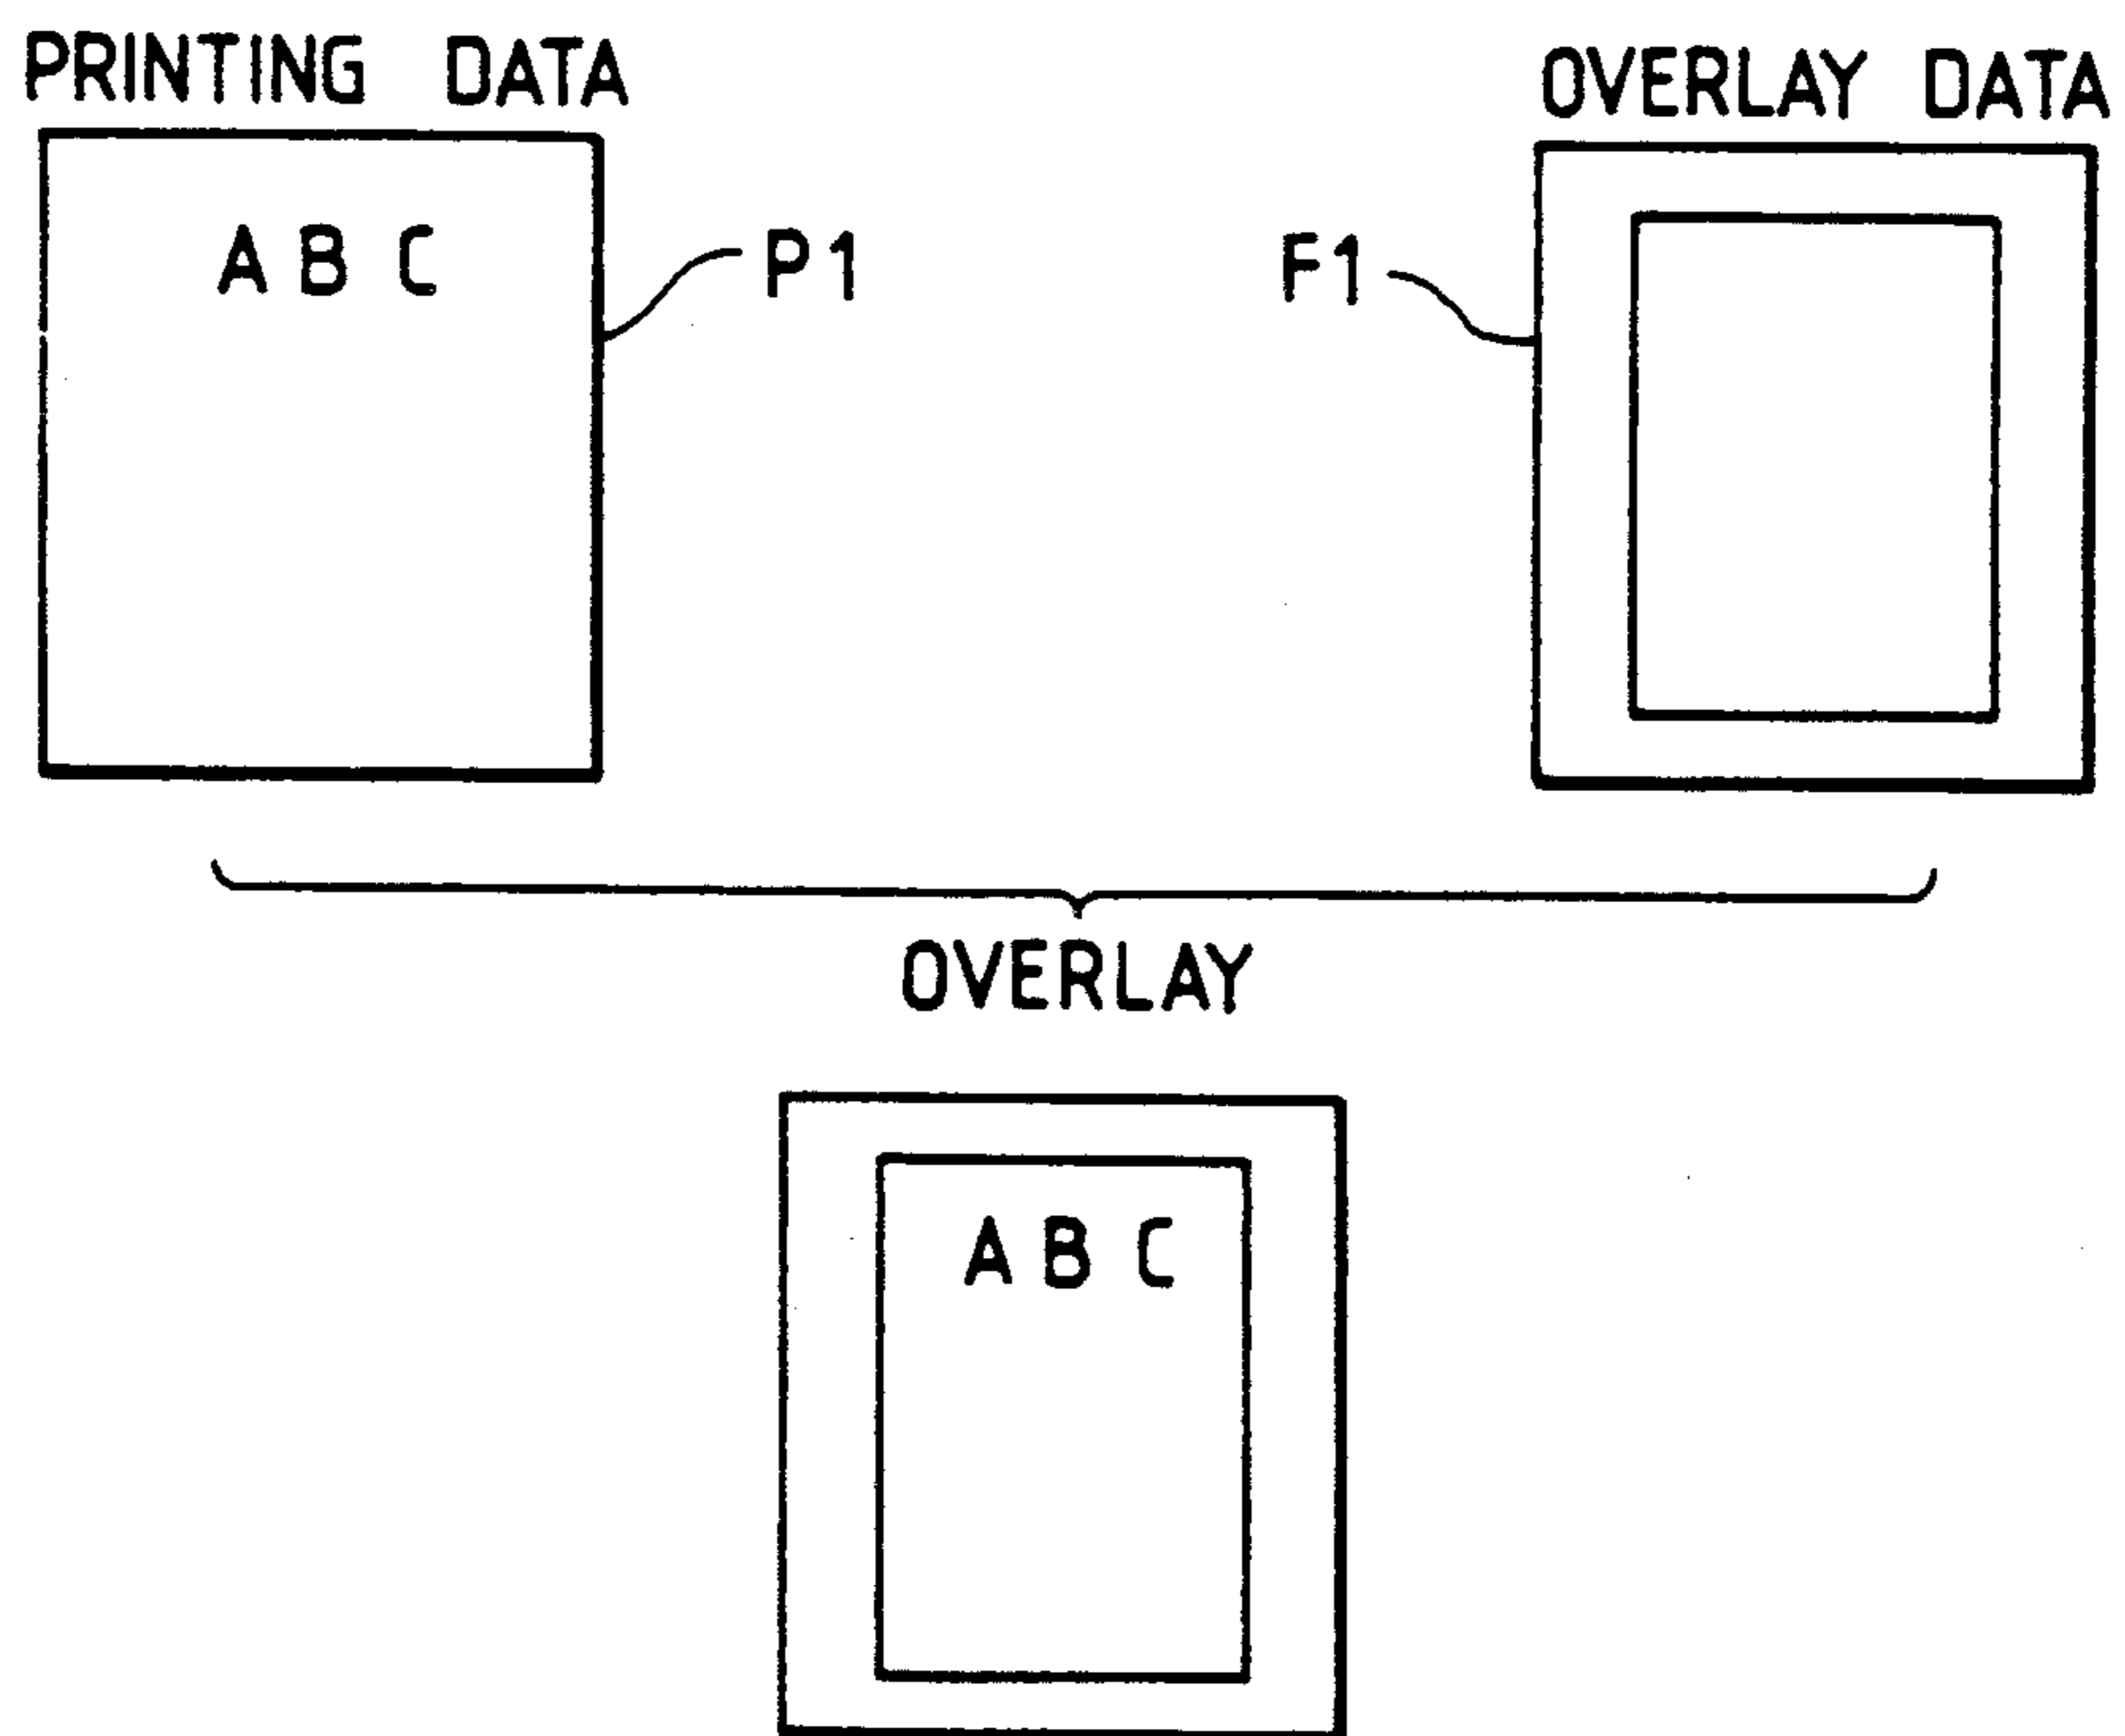 PRINTING DATA
OVERLAY DATA
A B C
P1
F1
OVERLAY
A B C